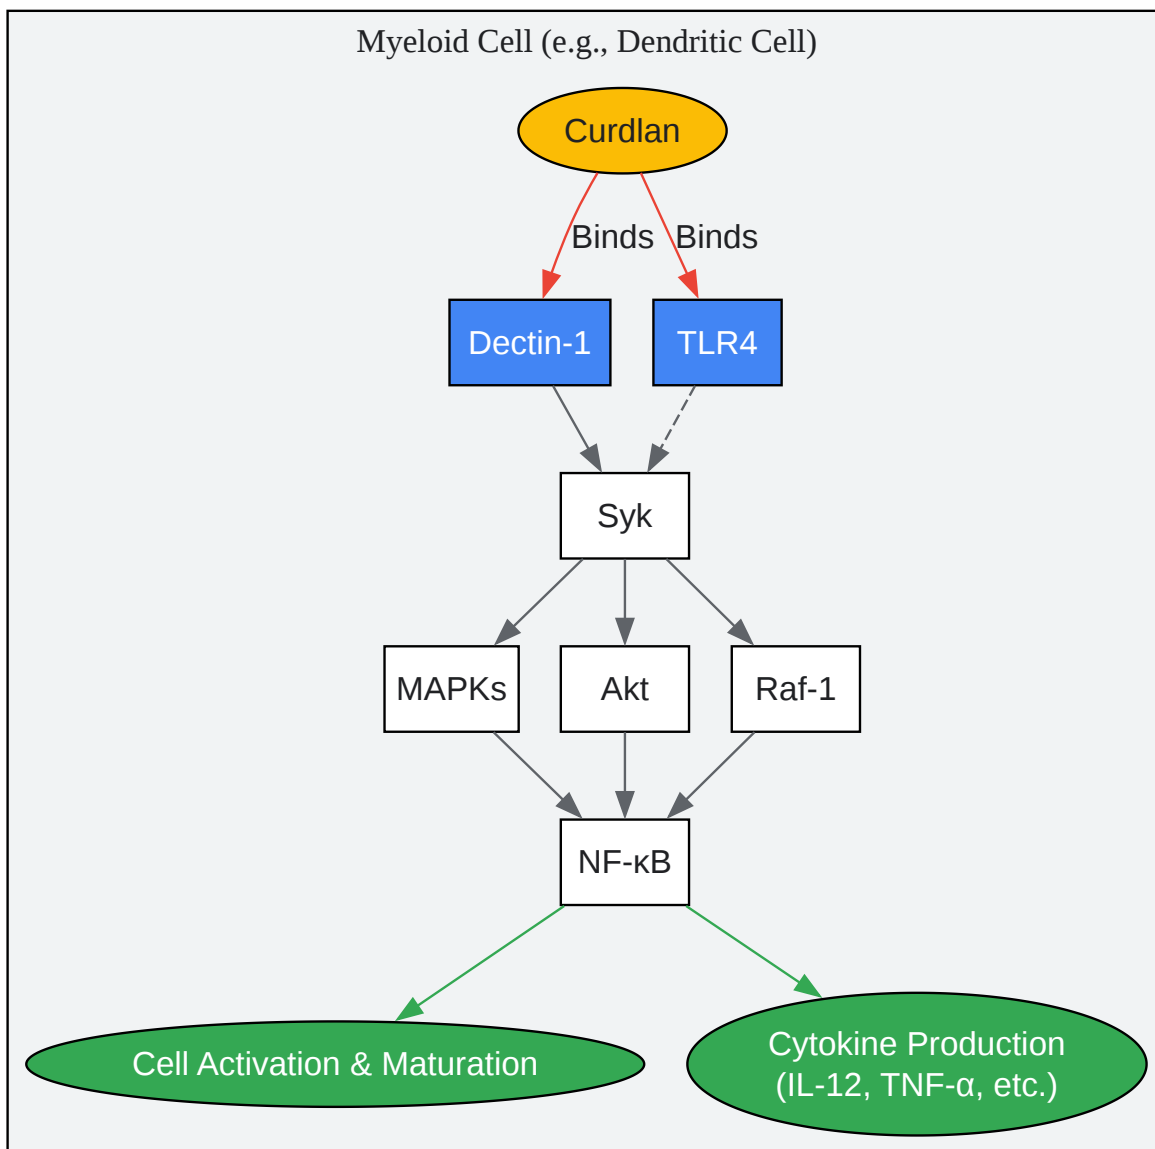 Myeloid Cell (e.g., Dendritic Cell)
Curdlan
Binds
Binds
Dectin-1
TLR4
Syk
MAPKs
Akt
Raf-1
NF-κB
Cell Activation & Maturation
Cytokine Production
(IL-12, TNF-α, etc.)